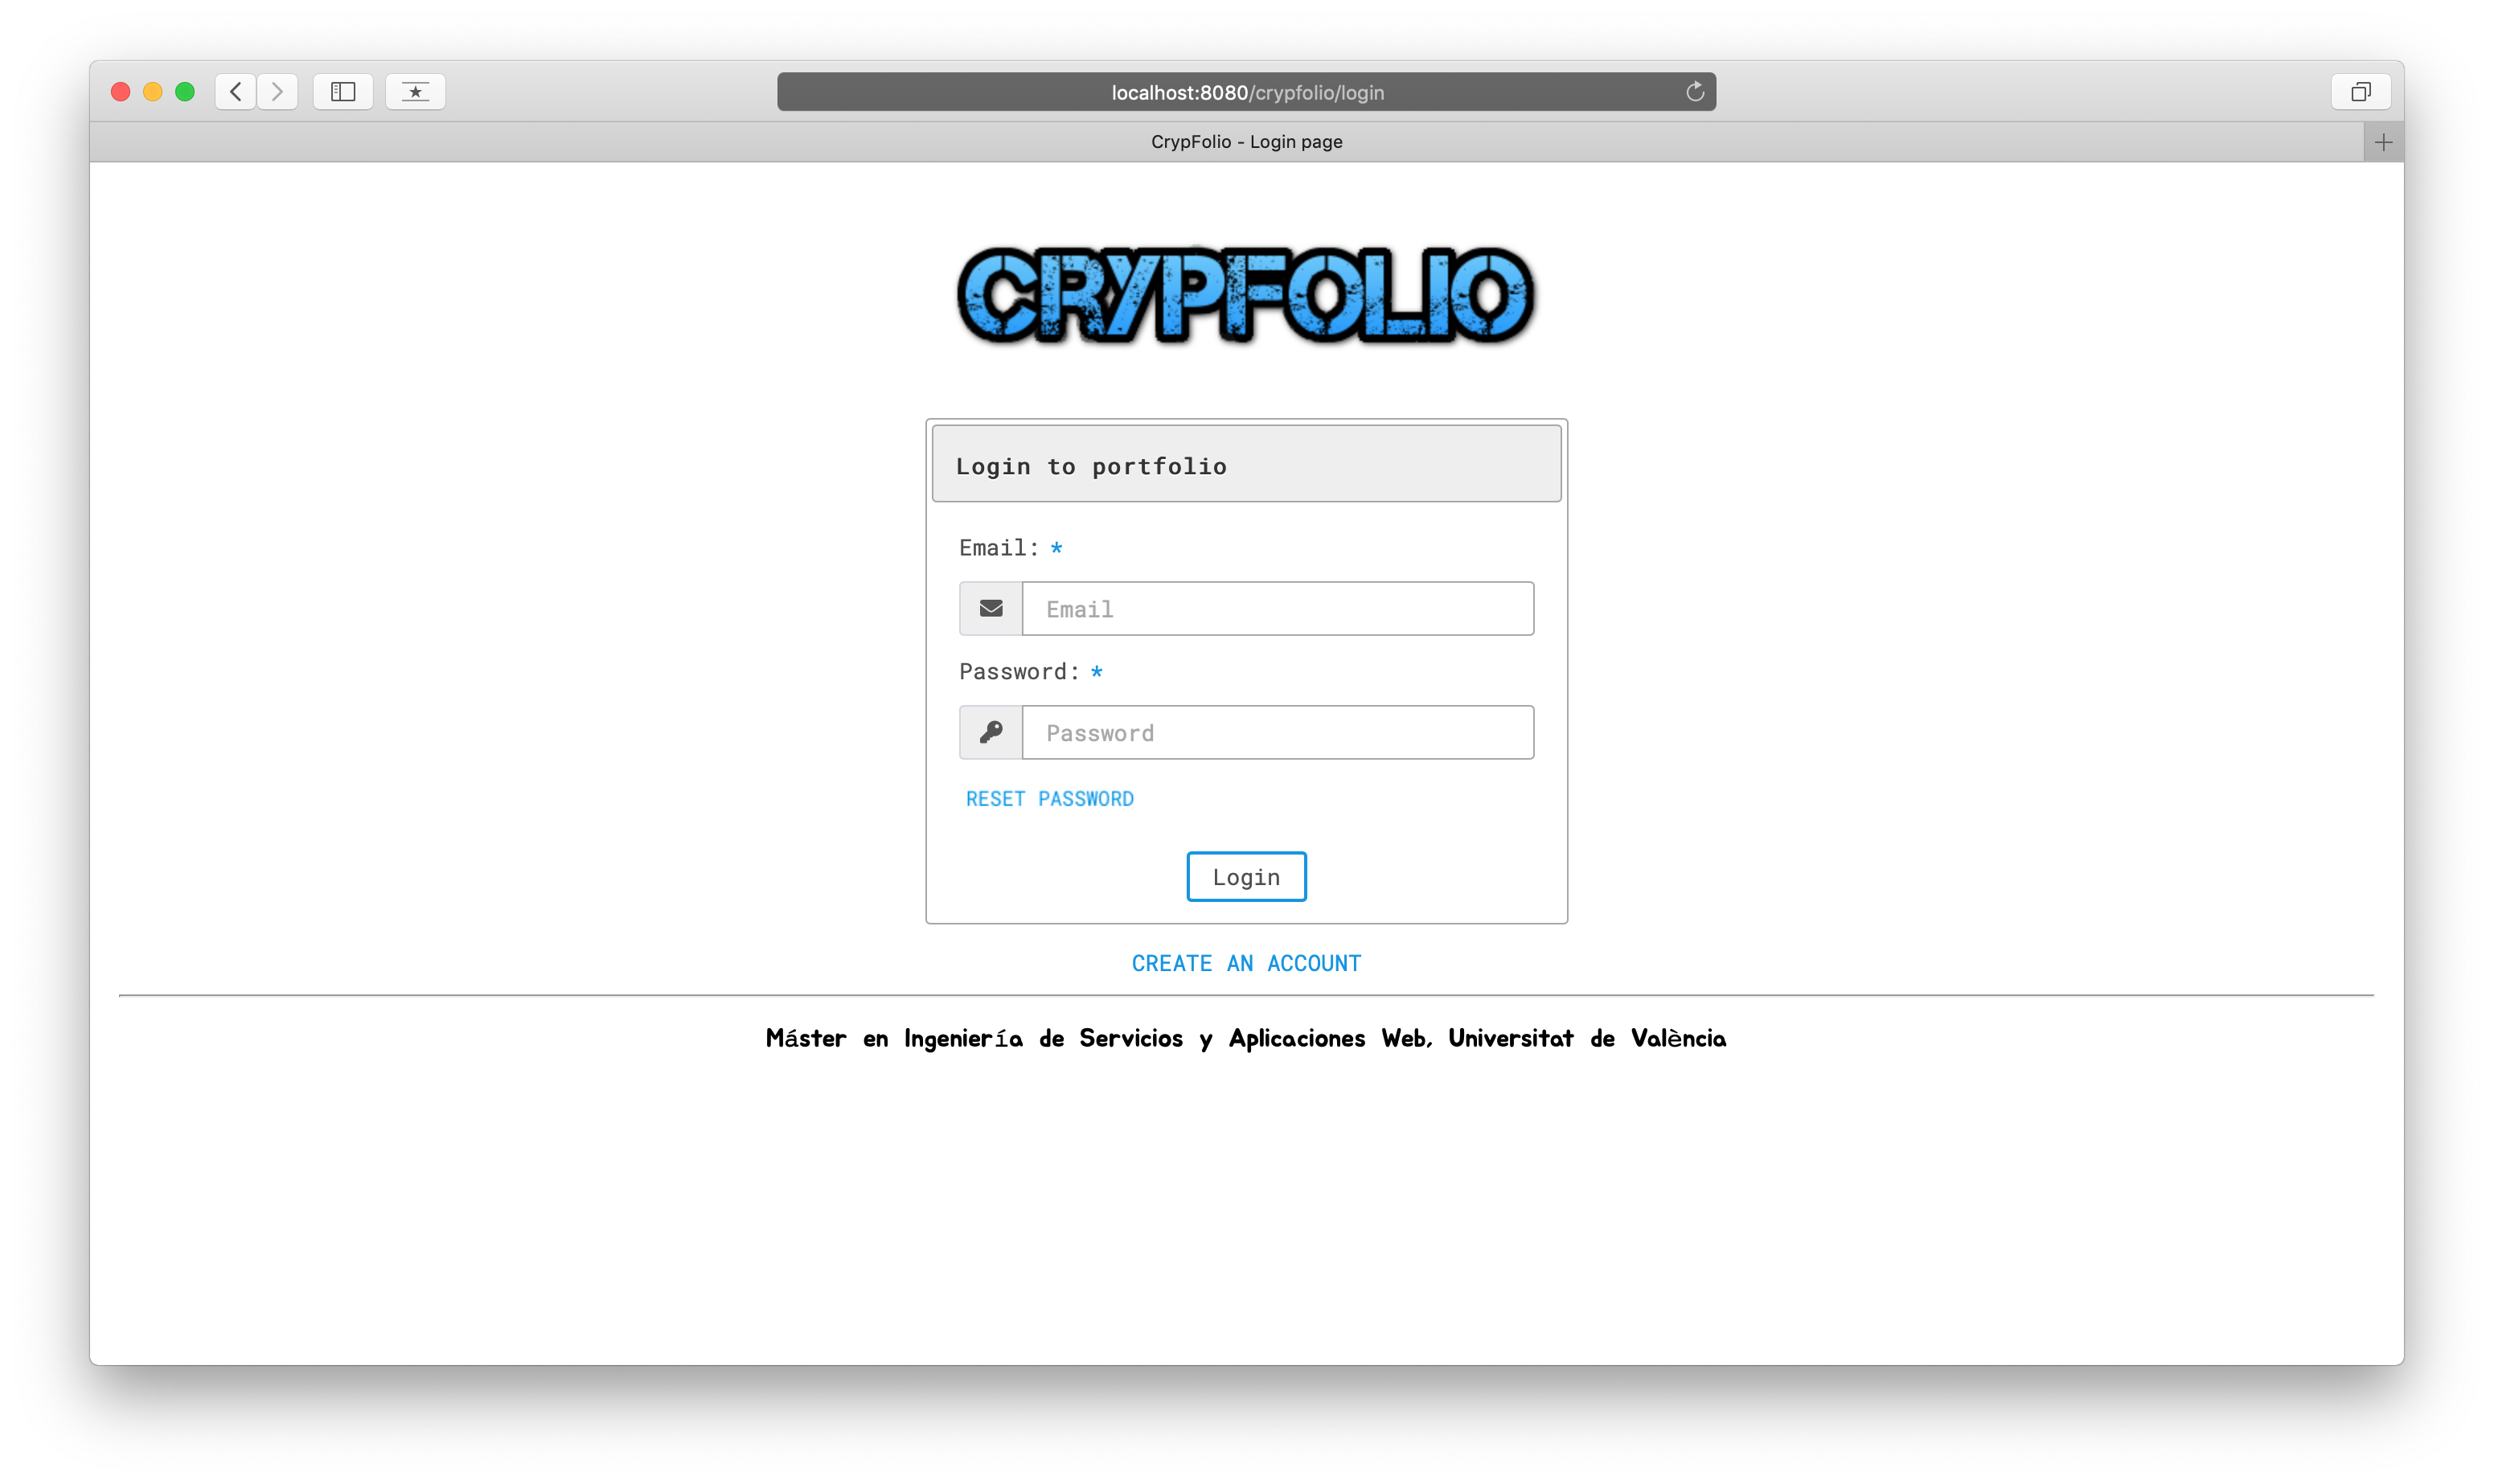 localhost:8080/crypfolio/login
CrypFolio - Login page
CRYPFOLIO
Login to portfolio
Email: *
Email
Password: *
Password
RESET PASSWORD
Login
CREATE AN ACCOUNT
Máster en Ingeniería de Servicios y Aplicaciones Web, Universitat de València